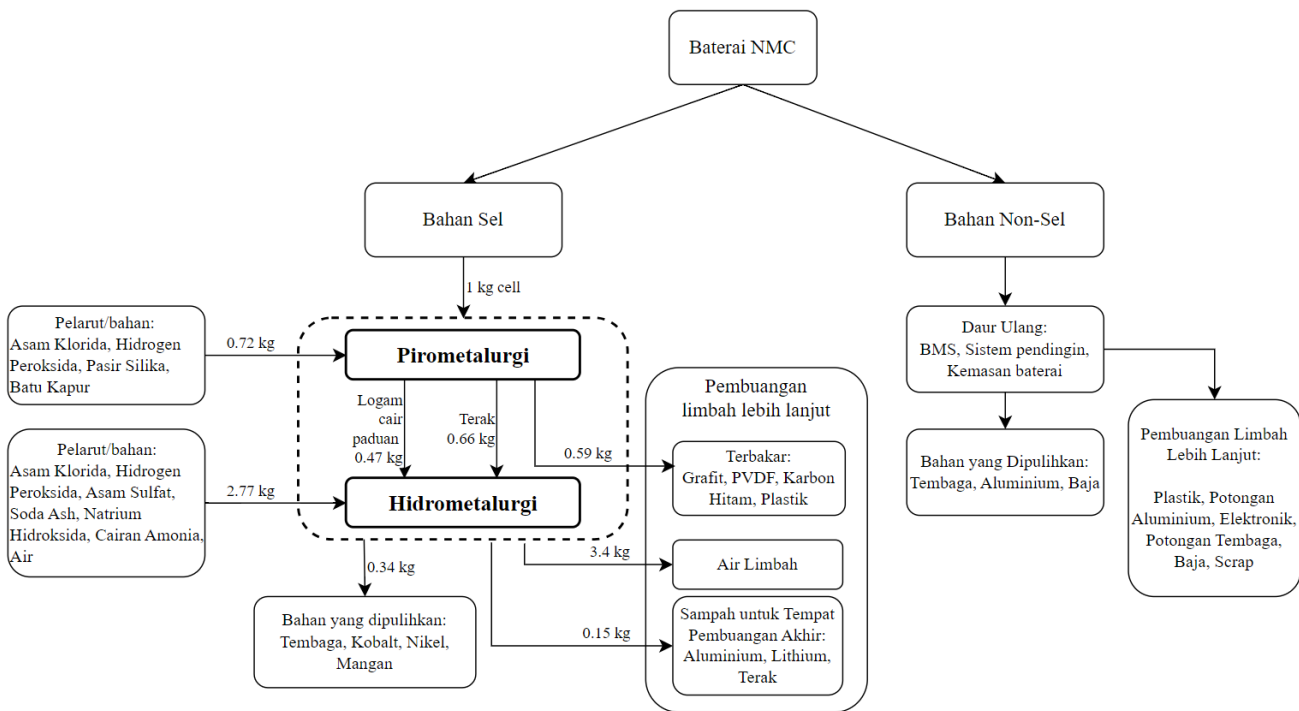 Baterai NMC
Bahan Sel
Bahan Non-Sel
1 kg cell
Pelarut/bahan:
Asam Klorida, Hidrogen
Peroksida, Pasir Silika,
Batu Kapur
0.72 kg
Pirometalurgi
Logam
cair
paduan
0.47 kg
Terak
0.66 kg
Pelarut/bahan:
Asam Klorida, Hidrogen
Peroksida, Asam Sulfat,
Soda Ash, Natrium
Hidroksida, Cairan Amonia,
Air
2.77 kg
Hidrometalurgi
0.34 kg
Bahan yang dipulihkan:
Tembaga, Kobalt, Nikel,
Mangan
Pembuangan
limbah lebih lanjut
0.59 kg
Terbakar:
Grafit, PVDF, Karbon
Hitam, Plastik
3.4 kg
Air Limbah
0.15 kg
Sampah untuk Tempat
Pembuangan Akhir:
Aluminium, Lithium,
Terak
Daur Ulang:
BMS, Sistem pendingin,
Kemasan baterai
Bahan yang Dipulihkan:
Tembaga, Aluminium, Baja
Pembuangan Limbah
Lebih Lanjut:
Plastik, Potongan
Aluminium, Elektronik,
Potongan Tembaga,
Baja, Scrap